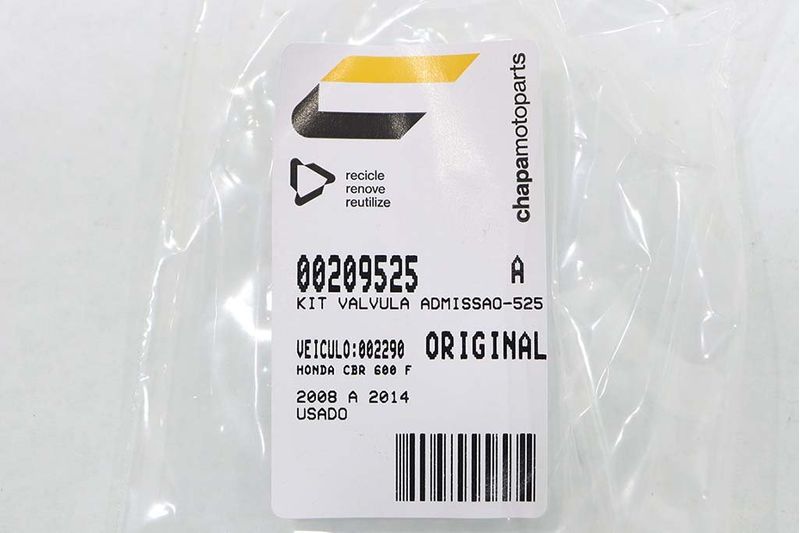 recicle
renove
reutilize
chapamotoparts
00209525 A
KIT VALVULA ADMISSAO-525
VEICULO:002290 ORIGINAL
HONDA CBR 600 F
2008 A 2014
USADO